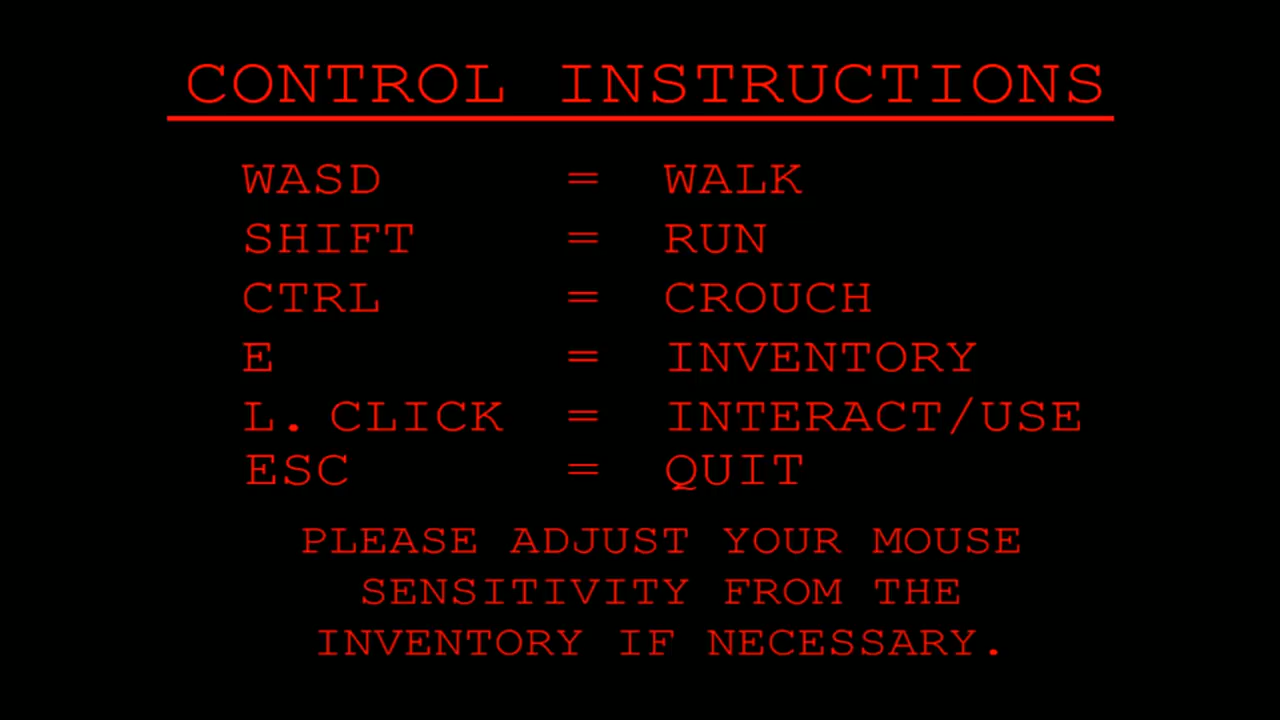 CONTROL INSTRUCTIONS
WASD = WALK
SHIFT = RUN
CTRL = CROUCH
E = INVENTORY
L. CLICK = INTERACT/USE
ESC = QUIT
PLEASE ADJUST YOUR MOUSE
SENSITIVITY FROM THE
INVENTORY IF NECESSARY.